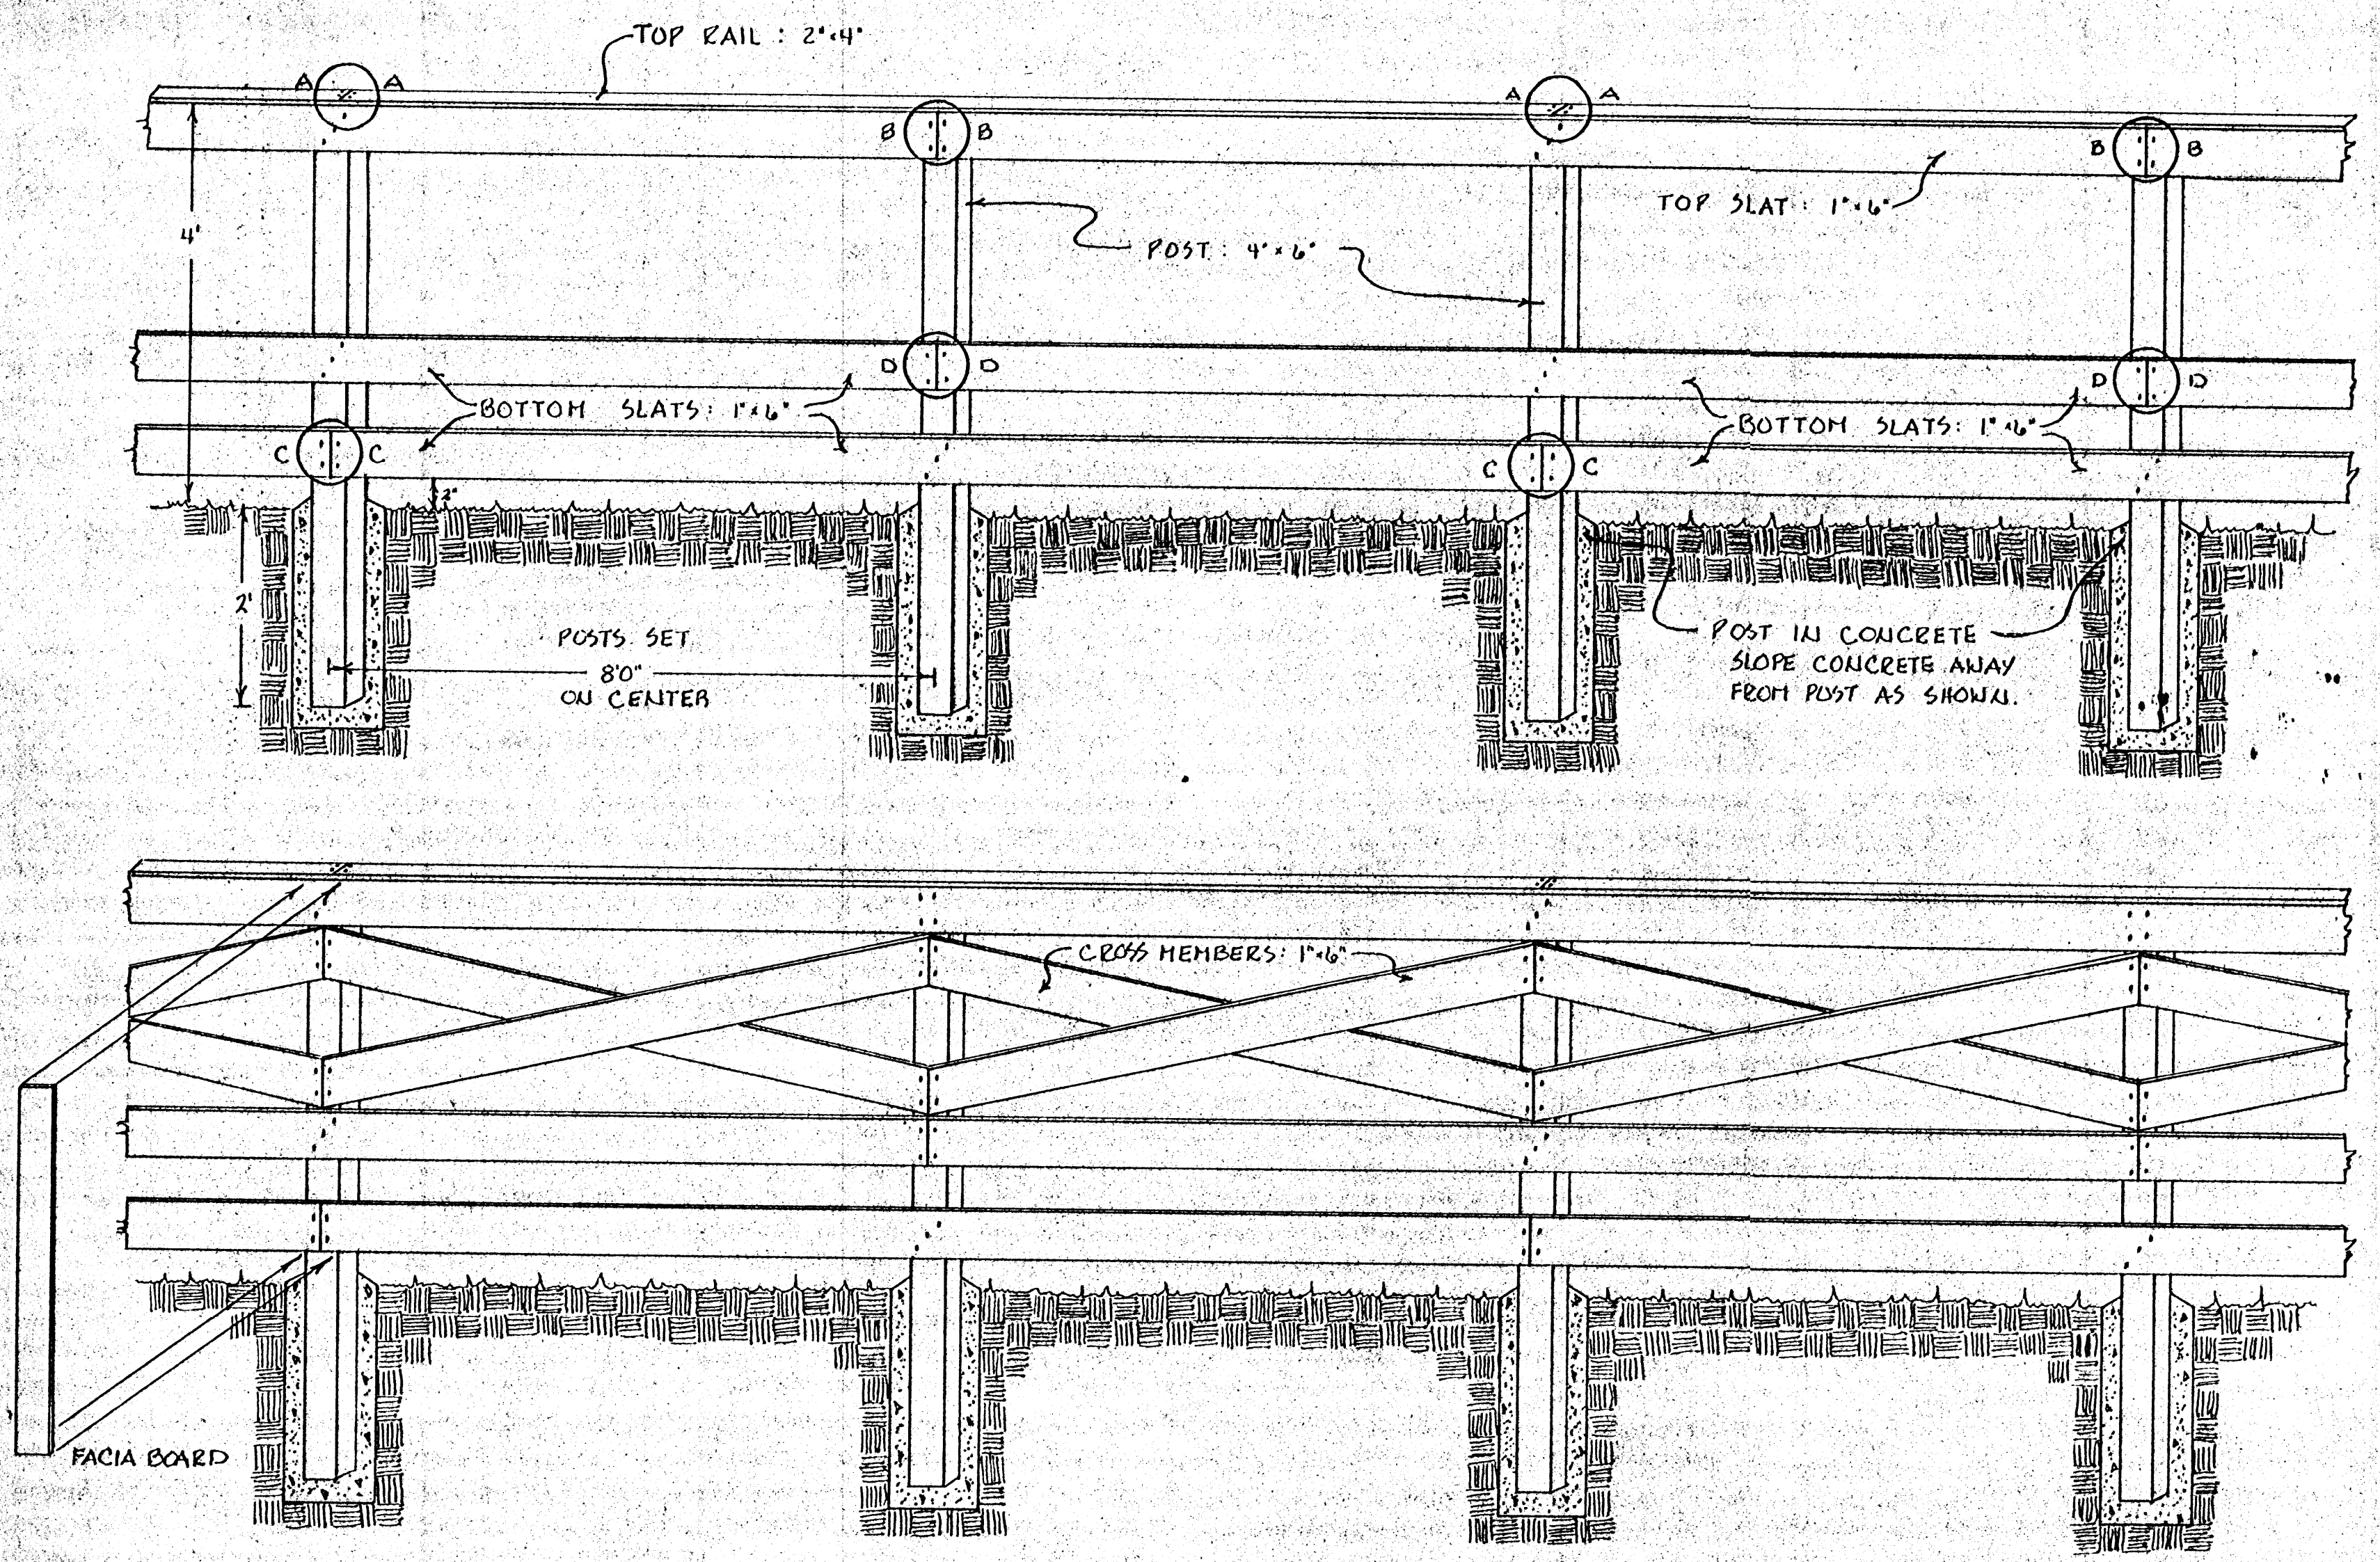 TOP RAIL : 2"x4"
A A
A A
B B
B B
TOP SLAT : 1"x6"
4'
POST : 4"x6"
D D
D D
BOTTOM SLATS: 1"x6"
BOTTOM SLATS: 1"x6"
C C
C C
2"
2'
POSTS SET
8'0"
ON CENTER
POST IN CONCRETE
SLOPE CONCRETE AWAY
FROM POST AS SHOWN.
CROSS MEMBERS: 1"x6"
FACIA BOARD